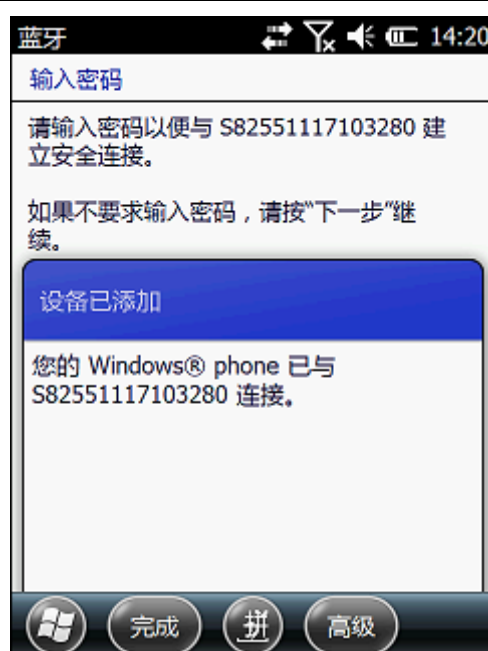 蓝牙
14:20
输入密码
请输入密码以便与 S82551117103280 建
立安全连接。
如果不要求输入密码，请按“下一步”继
续。
设备已添加
您的 Windows® phone 已与
S82551117103280 连接。
完成
拼
高级